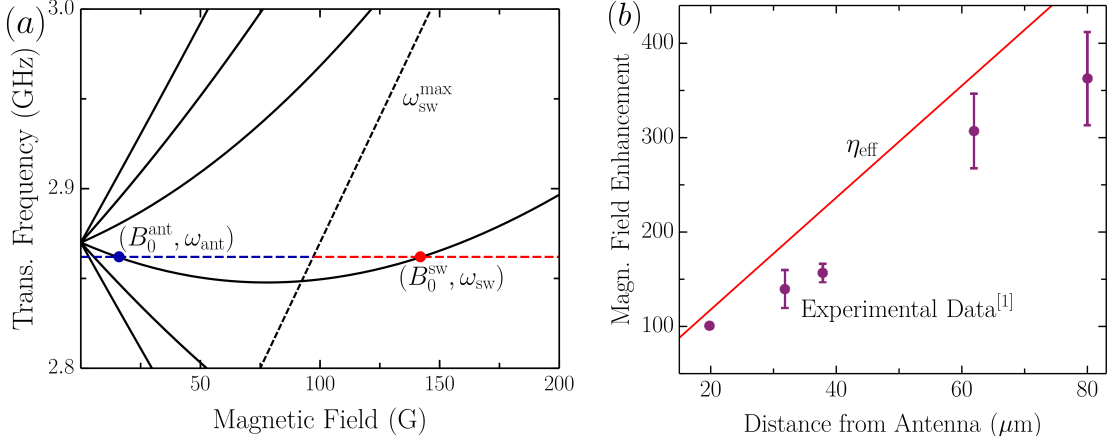 (a)
3.0
2.9
2.8
Trans. Frequency (GHz)
ω_sw^max
(B_0^ant, ω_ant)
(B_0^sw, ω_sw)
50
100
150
200
Magnetic Field (G)
(b)
400
300
200
100
Magn. Field Enhancement
η_eff
Experimental Data^[1]
20
40
60
80
Distance from Antenna (μm)